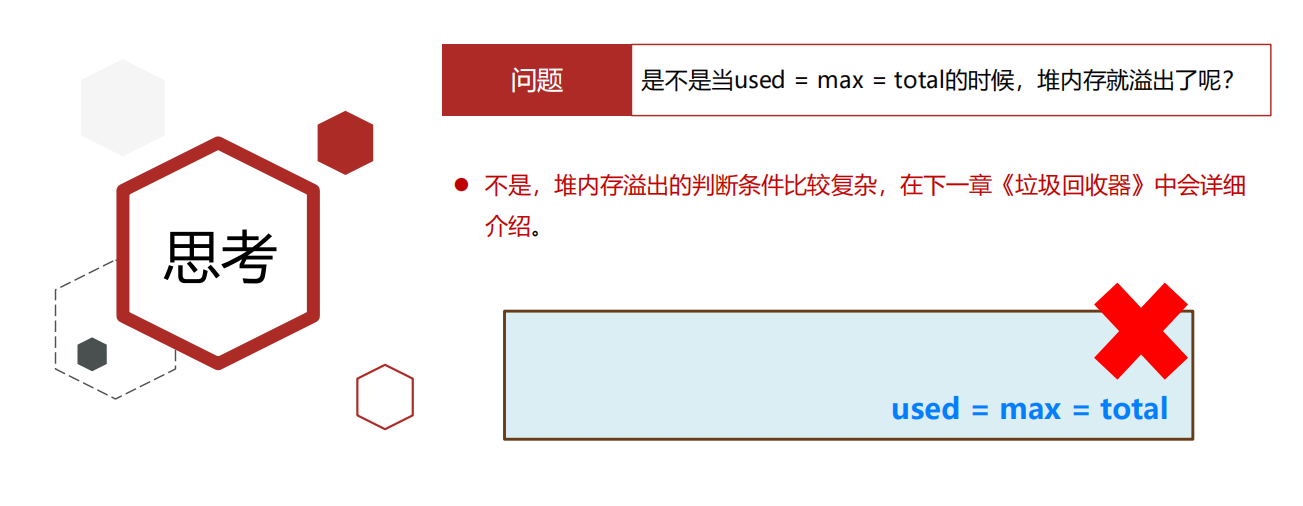 思考
问题
是不是当used = max = total的时候，堆内存就溢出了呢？
不是，堆内存溢出的判断条件比较复杂，在下一章《垃圾回收器》中会详细
介绍。
used = max = total